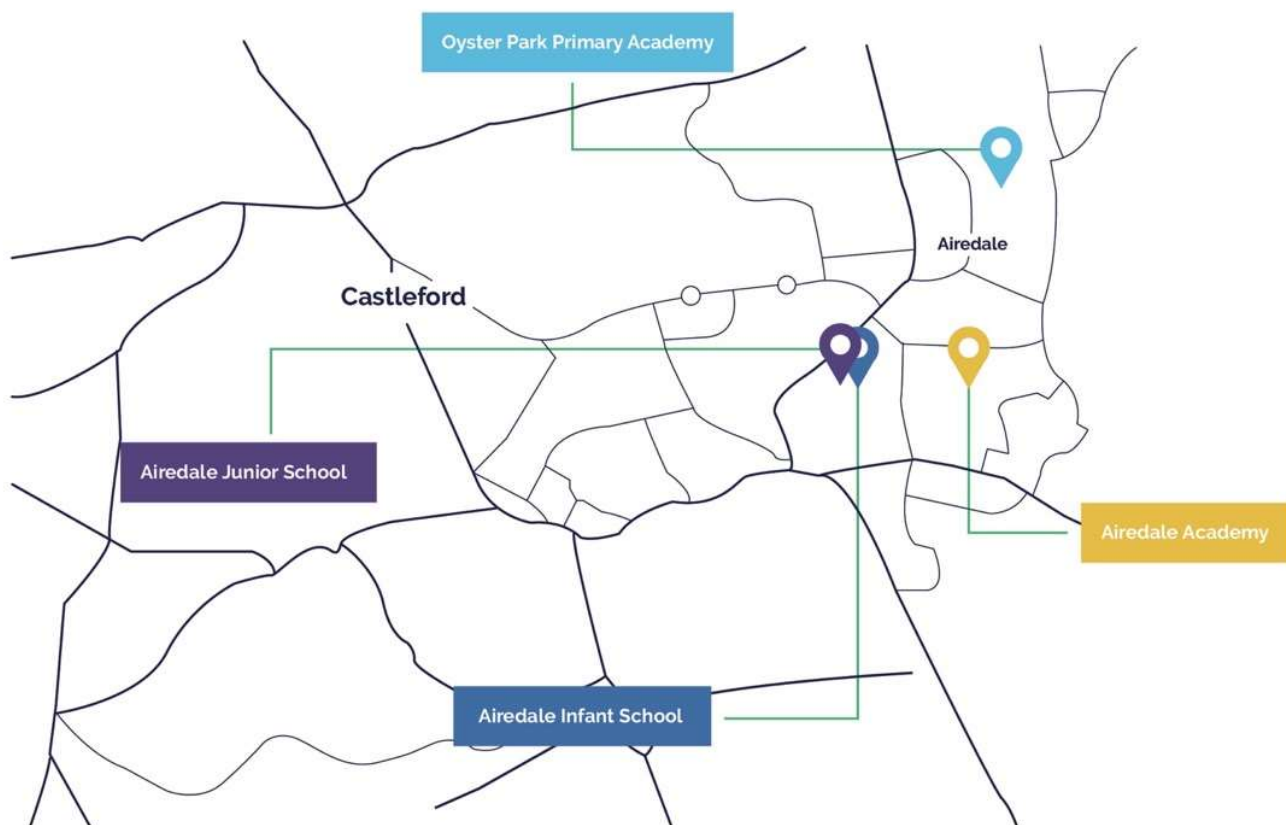 Oyster Park Primary Academy
Airedale
Castleford
Airedale Junior School
Airedale Academy
Airedale Infant School